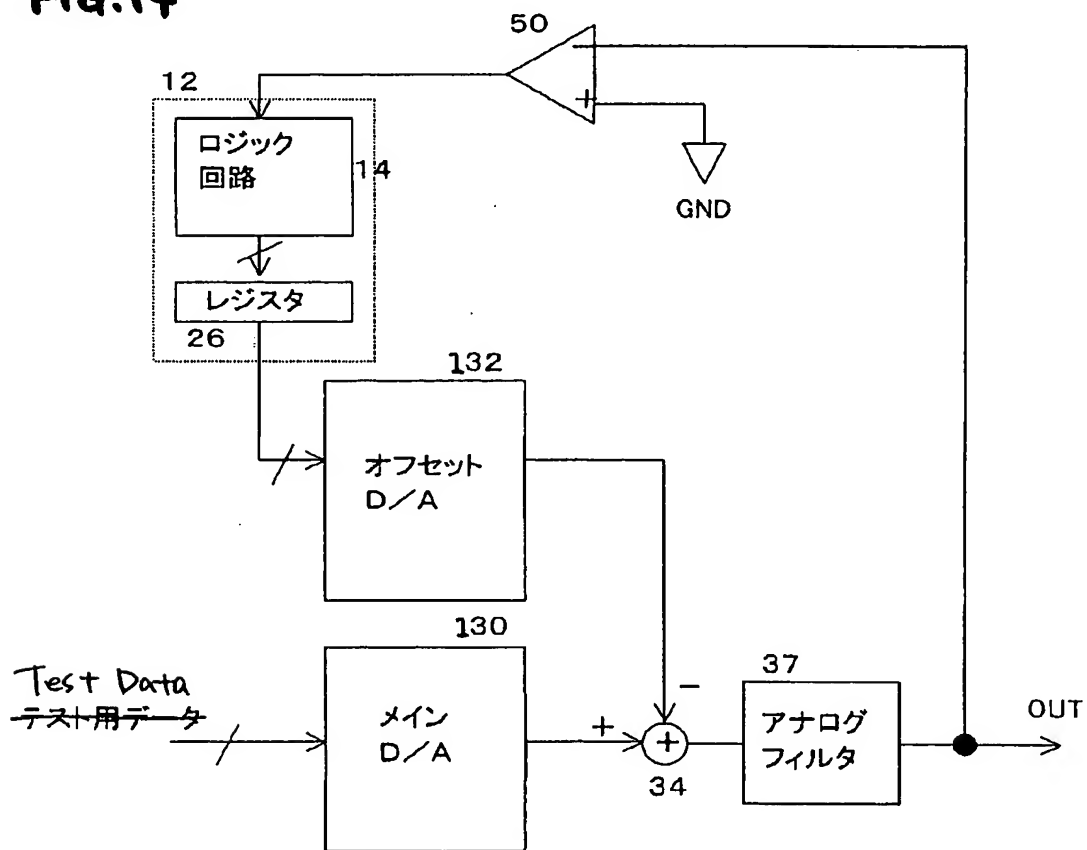 FIG.14
50
12
ロジック
回路
14
GND
レジスタ
26
132
オフセット
D/A
130
Test Data
テスト用データ
メイン
D/A
37
アナログ
フィルタ
OUT
34